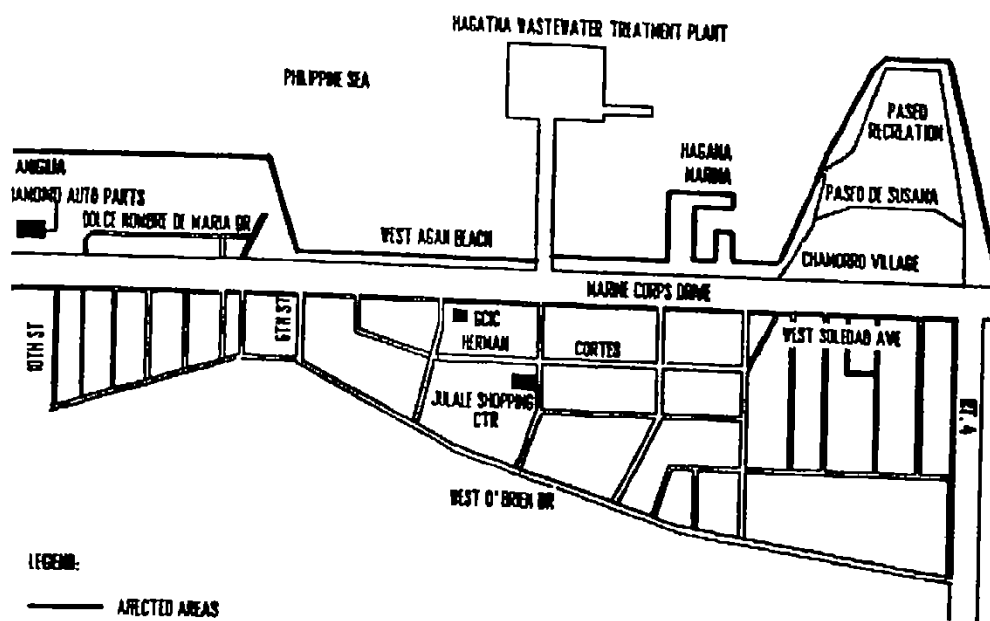 HAGATNA WASTEWATER TREATMENT PLANT
PHILIPPINE SEA
PASEO
RECREATION
HAGANA
MARINA
ANIGUA
HAMORRO AUTO PARTS
PASEO DE SUSANA
DOLCE NOMBRE DE MARIA DR
WEST AGAN BEACH
CHAMORRO VILLAGE
MARINE CORPS DRIVE
10TH ST
6TH ST
GCIC
HERMAN
CORTES
WEST SOLEDAD AVE
JULALE SHOPPING
CTR
RT. 4
WEST O'BRIEN DR
LEGEND:
AFFECTED AREAS